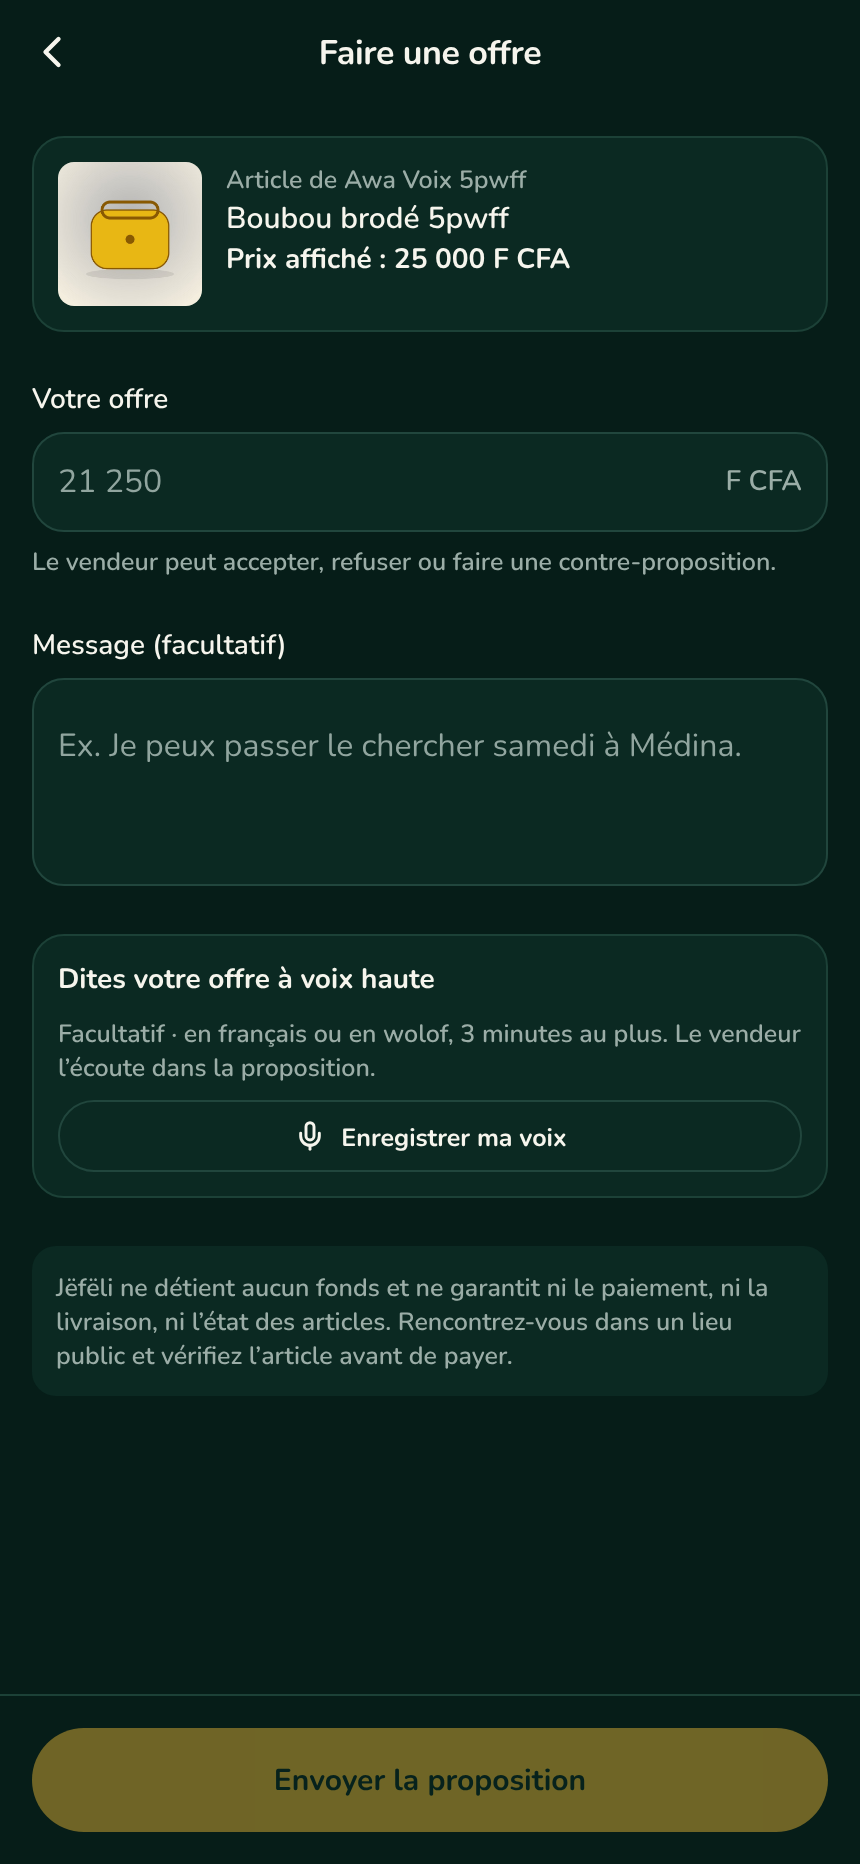 Faire une offre
Article de Awa Voix 5pwff
Boubou brodé 5pwff
Prix affiché : 25 000 F CFA
Votre offre
21 250
F CFA
Le vendeur peut accepter, refuser ou faire une contre-proposition.
Message (facultatif)
Ex. Je peux passer le chercher samedi à Médina.
Dites votre offre à voix haute
Facultatif · en français ou en wolof, 3 minutes au plus. Le vendeur
l’écoute dans la proposition.
Enregistrer ma voix
Jëfëli ne détient aucun fonds et ne garantit ni le paiement, ni la
livraison, ni l’état des articles. Rencontrez-vous dans un lieu
public et vérifiez l’article avant de payer.
Envoyer la proposition